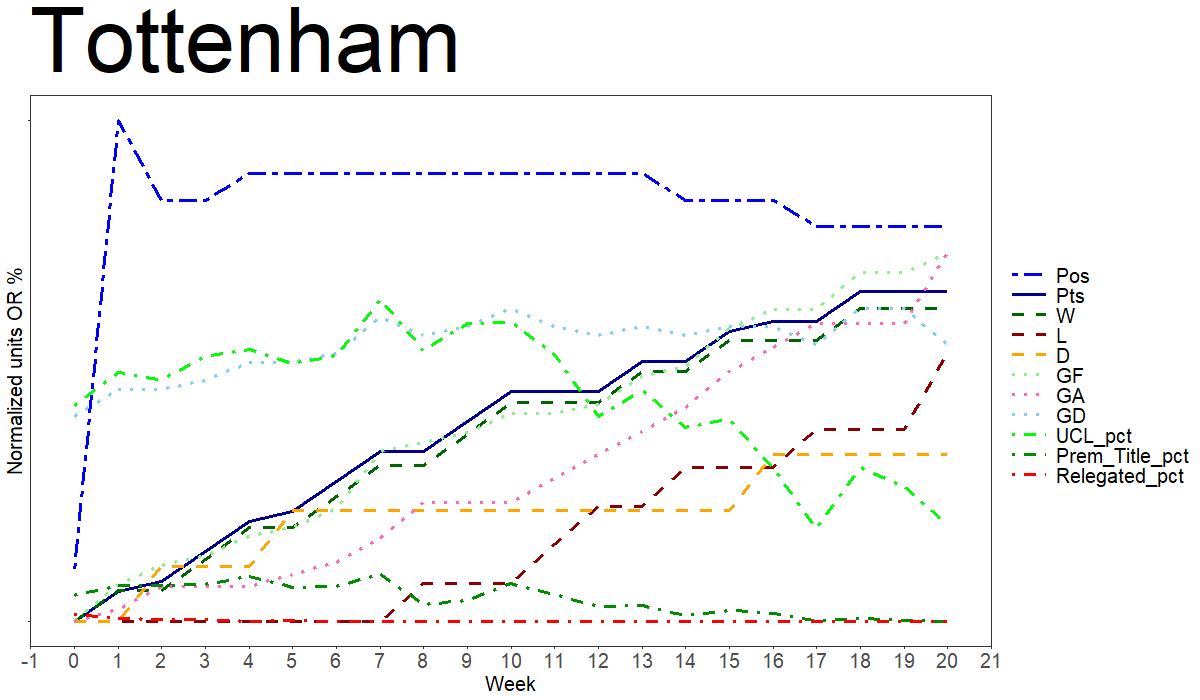 Tottenham
Normalized units OR %
Pos
Pts
W
L
D
GF
GA
GD
UCL_pct
Prem_Title_pct
Relegated_pct
-1 0 1 2 3 4 5 6 7 8 9 10 11 12 13 14 15 16 17 18 19 20 21
Week